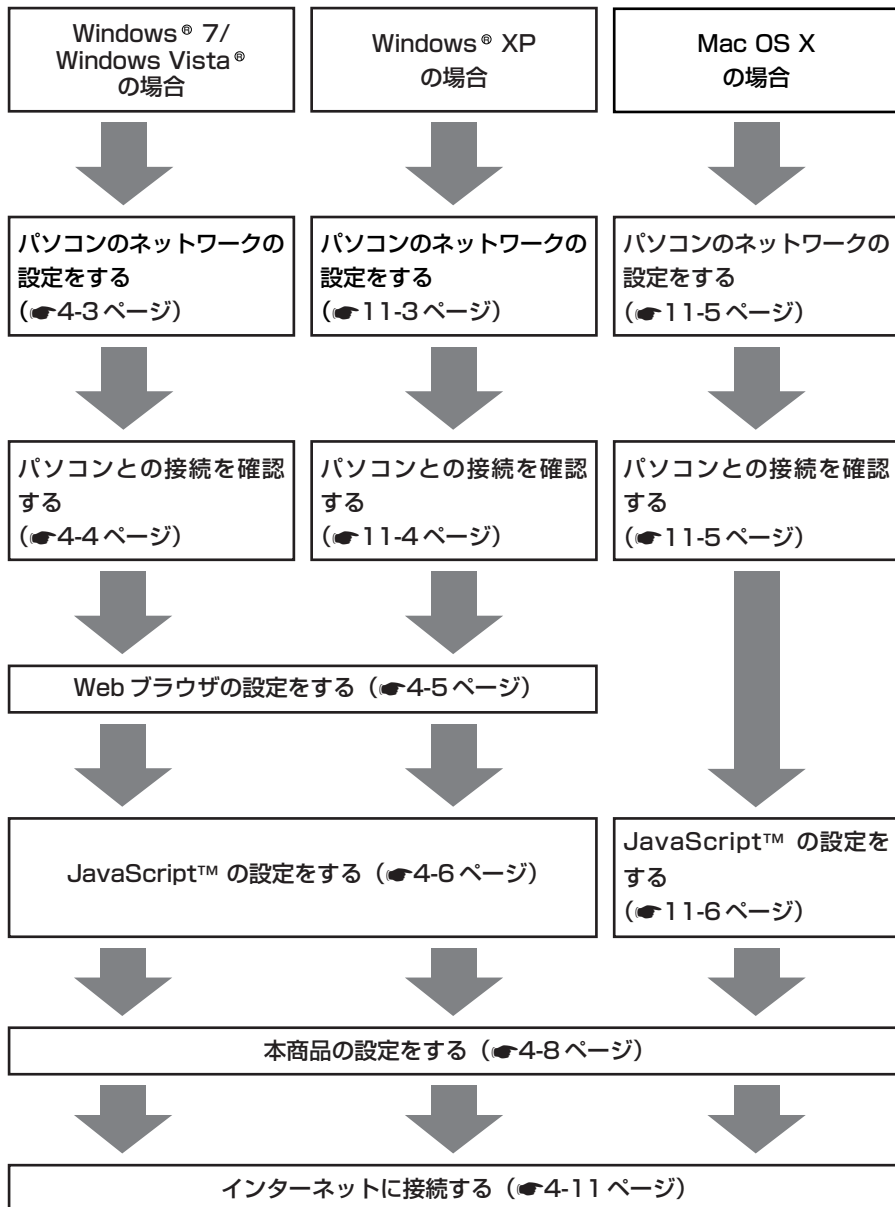 Windows® 7/
Windows Vista®
の場合
Windows® XP
の場合
Mac OS X
の場合
パソコンのネットワークの
設定をする
(☛4-3ページ)
パソコンのネットワークの
設定をする
(☛11-3ページ)
パソコンのネットワークの
設定をする
(☛11-5ページ)
パソコンとの接続を確認
する
(☛4-4ページ)
パソコンとの接続を確認
する
(☛11-4ページ)
パソコンとの接続を確認
する
(☛11-5ページ)
Webブラウザの設定をする(☛4-5ページ)
JavaScript™ の設定をする(☛4-6ページ)
JavaScript™ の設定を
する
(☛11-6ページ)
本商品の設定をする(☛4-8ページ)
インターネットに接続する(☛4-11ページ)